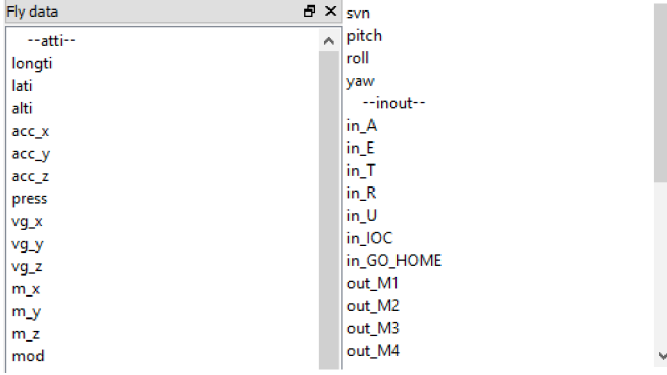 Fly data
--atti--
longti
lati
alti
acc_x
acc_y
acc_z
press
vg_x
vg_y
vg_z
m_x
m_y
m_z
mod
svn
pitch
roll
yaw
--inout--
in_A
in_E
in_T
in_R
in_U
in_IOC
in_GO_HOME
out_M1
out_M2
out_M3
out_M4